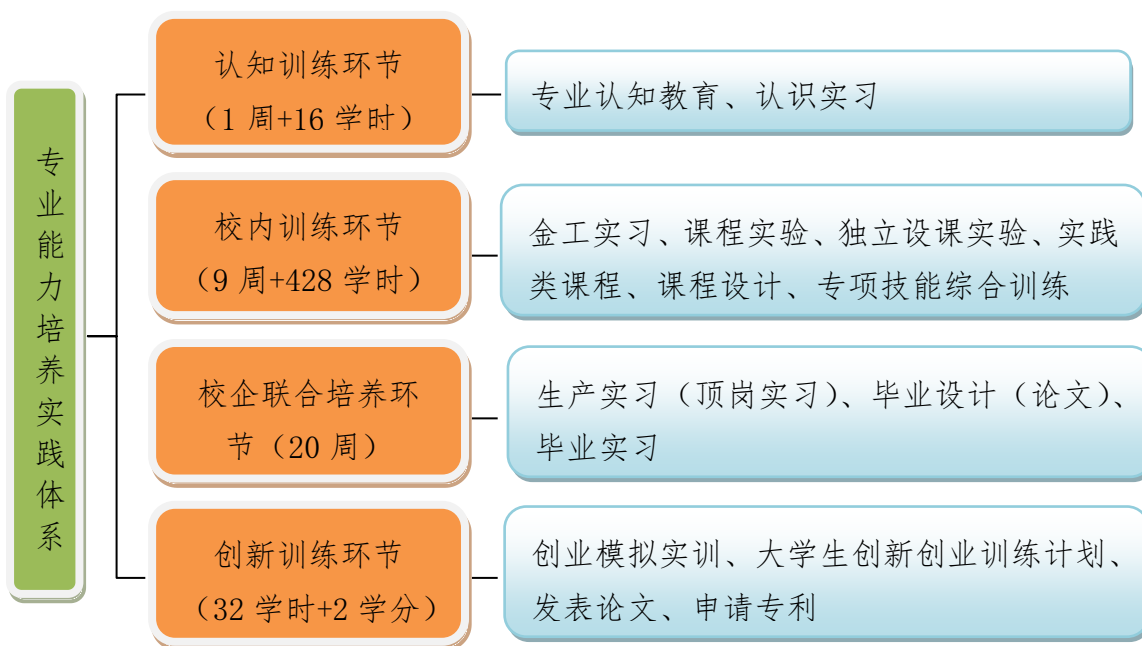 专业能力培养实践体系
认知训练环节
（1 周+16 学时）
专业认知教育、认识实习
校内训练环节
（9 周+428 学时）
金工实习、课程实验、独立设课实验、实践
类课程、课程设计、专项技能综合训练
校企联合培养环
节（20 周）
生产实习（顶岗实习）、毕业设计（论文）、
毕业实习
创新训练环节
（32 学时+2 学分）
创业模拟实训、大学生创新创业训练计划、
发表论文、申请专利